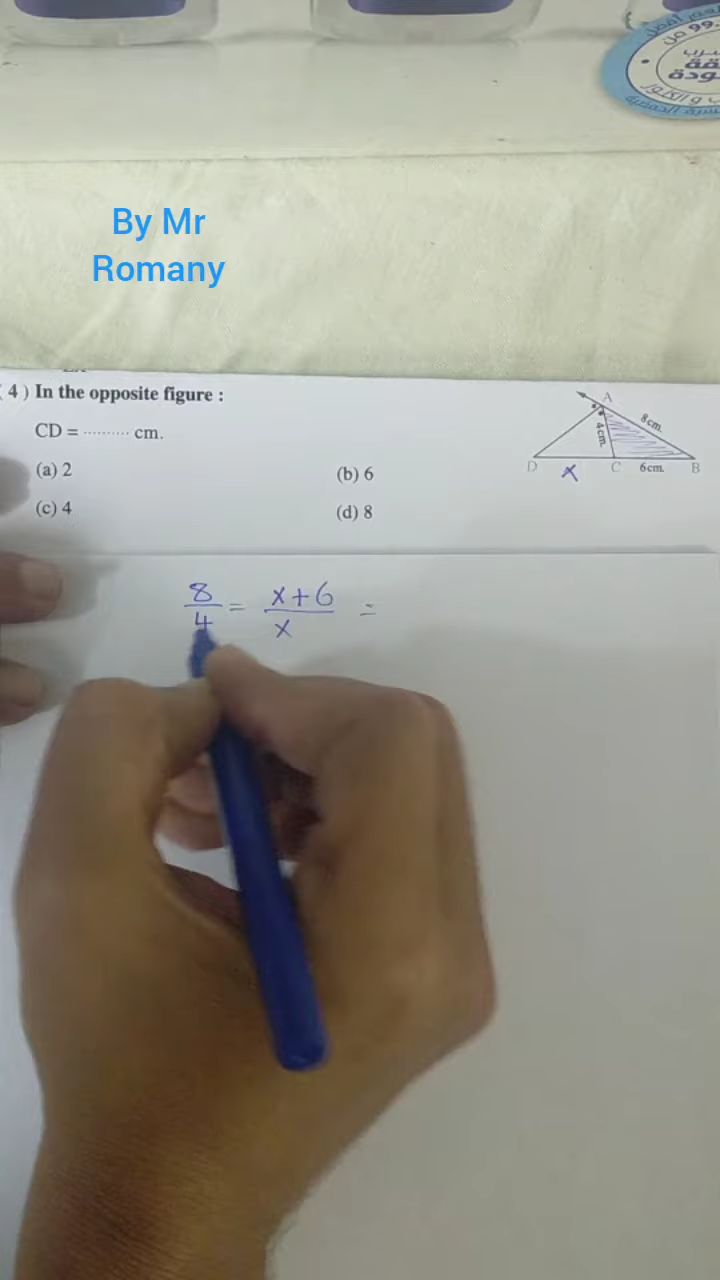 99.
By Mr
Romany
4 ) In the opposite figure :
CD = .......... cm.
(a) 2
(b) 6
(c) 4
(d) 8
A
8cm.
4cm.
D
x
C
6cm.
B
8/4 = x+6/x =